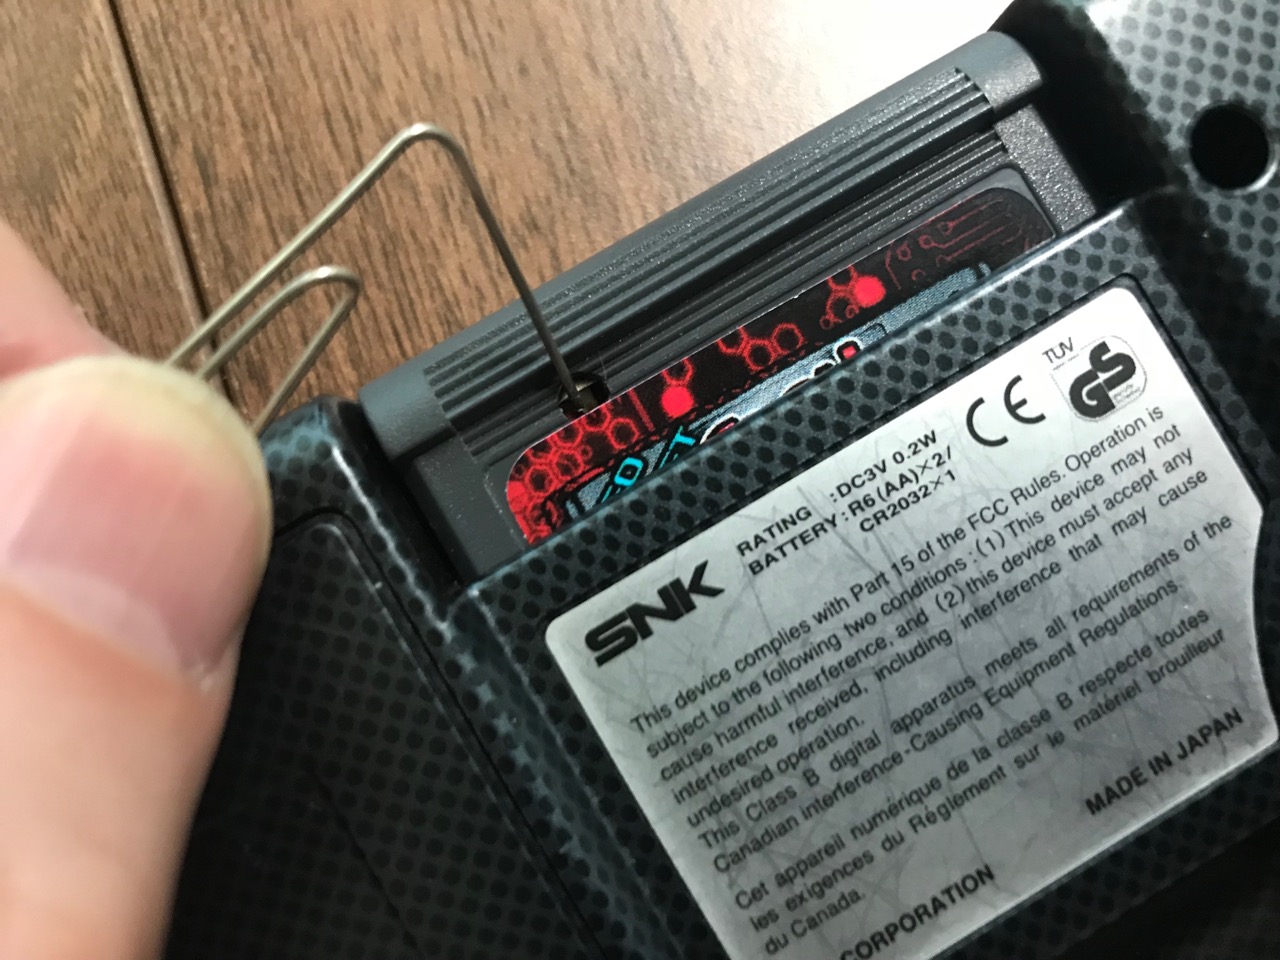 TUV
GS
CE
SNK
RATING :DC3V 0.2W
BATTERY:R6(AA)×2/
CR2032×1
This device complies with Part 15 of the FCC Rules. Operation is
subject to the following two conditions : (1) This device may not
cause harmful interference, and (2) this device must accept any
interference received, including interference that may cause
undesired operation.
This Class B digital apparatus meets all requirements of the
Canadian interference-Causing Equipment Regulations.
Cet appareil numérique de la classe B respecte toutes
les exigences du Réglement sur le matériel brouilleur
du Canada.
MADE IN JAPAN
CORPORATION